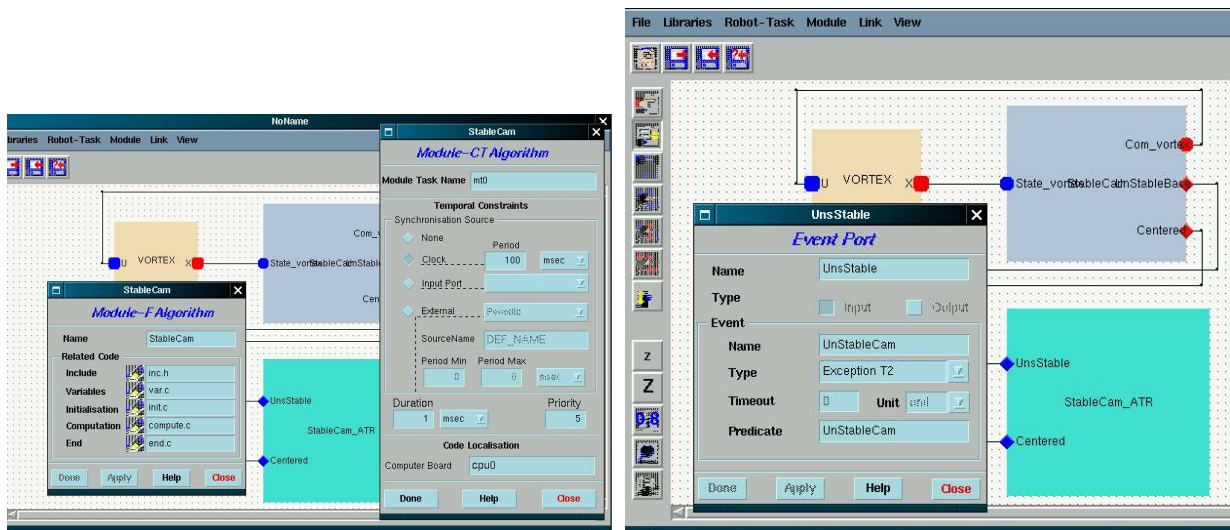 NoName
braries Robot-Task Module Link View
StableCam
Module-CT Algorithm
Module Task Name mt0
Temporal Constraints
Synchronisation Source
None
Period
Clock 100 msec
Input Port
External Periodic
SourceName DEF_NAME
Period Min Period Max
0 0 msec
Duration Priority
1 msec 5
Code Localisation
Computer Board cpu0
Done Help Close
U VORTEX X
Com_v
State_vortex
Cen
StableCam
Module-F Algorithm
Name StableCam
Related Code
Include inc.h
Variables var.c
Initialisation init.c
Computation compute.c
End end.c
Done Apply Help Close
UnsStable
StableCam_ATR
Centered
File Libraries Robot-Task Module Link View
Com_vortex
U VORTEX X
State_vortex StableCam UnStableBase
Centered
z
Z
UnsStable
Event Port
Name UnsStable
Type Input Output
Event
Name UnStableCam
Type Exception T2
Timeout 0 Unit
Predicate UnStableCam
Done Apply Help Close
UnsStable
StableCam_ATR
Centered